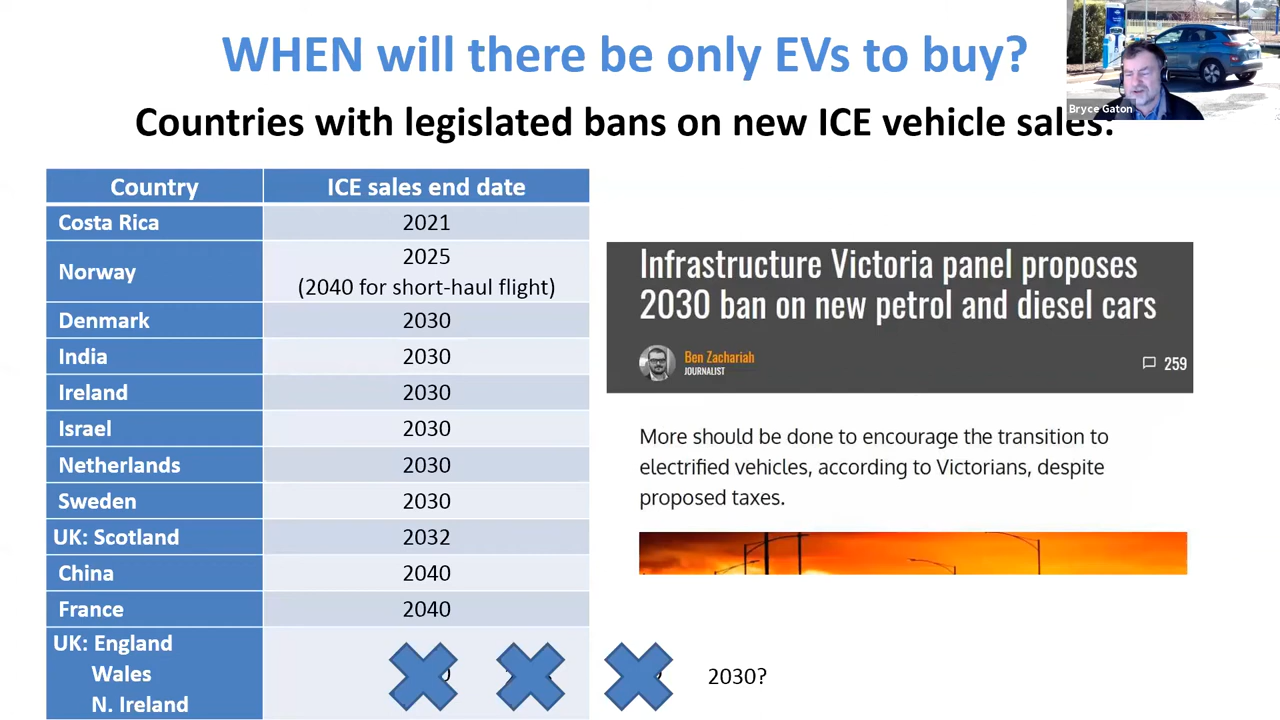 WHEN will there be only EVs to buy?
Bryce Gaton
Countries with legislated bans on new ICE vehicle sales:
Country ICE sales end date
Costa Rica 2021
Norway 2025
(2040 for short-haul flight)
Denmark 2030
India 2030
Ireland 2030
Israel 2030
Netherlands 2030
Sweden 2030
UK: Scotland 2032
China 2040
France 2040
UK: England
Wales
N. Ireland
2030?
Infrastructure Victoria panel proposes
2030 ban on new petrol and diesel cars
Ben Zachariah
JOURNALIST
259
More should be done to encourage the transition to
electrified vehicles, according to Victorians, despite
proposed taxes.